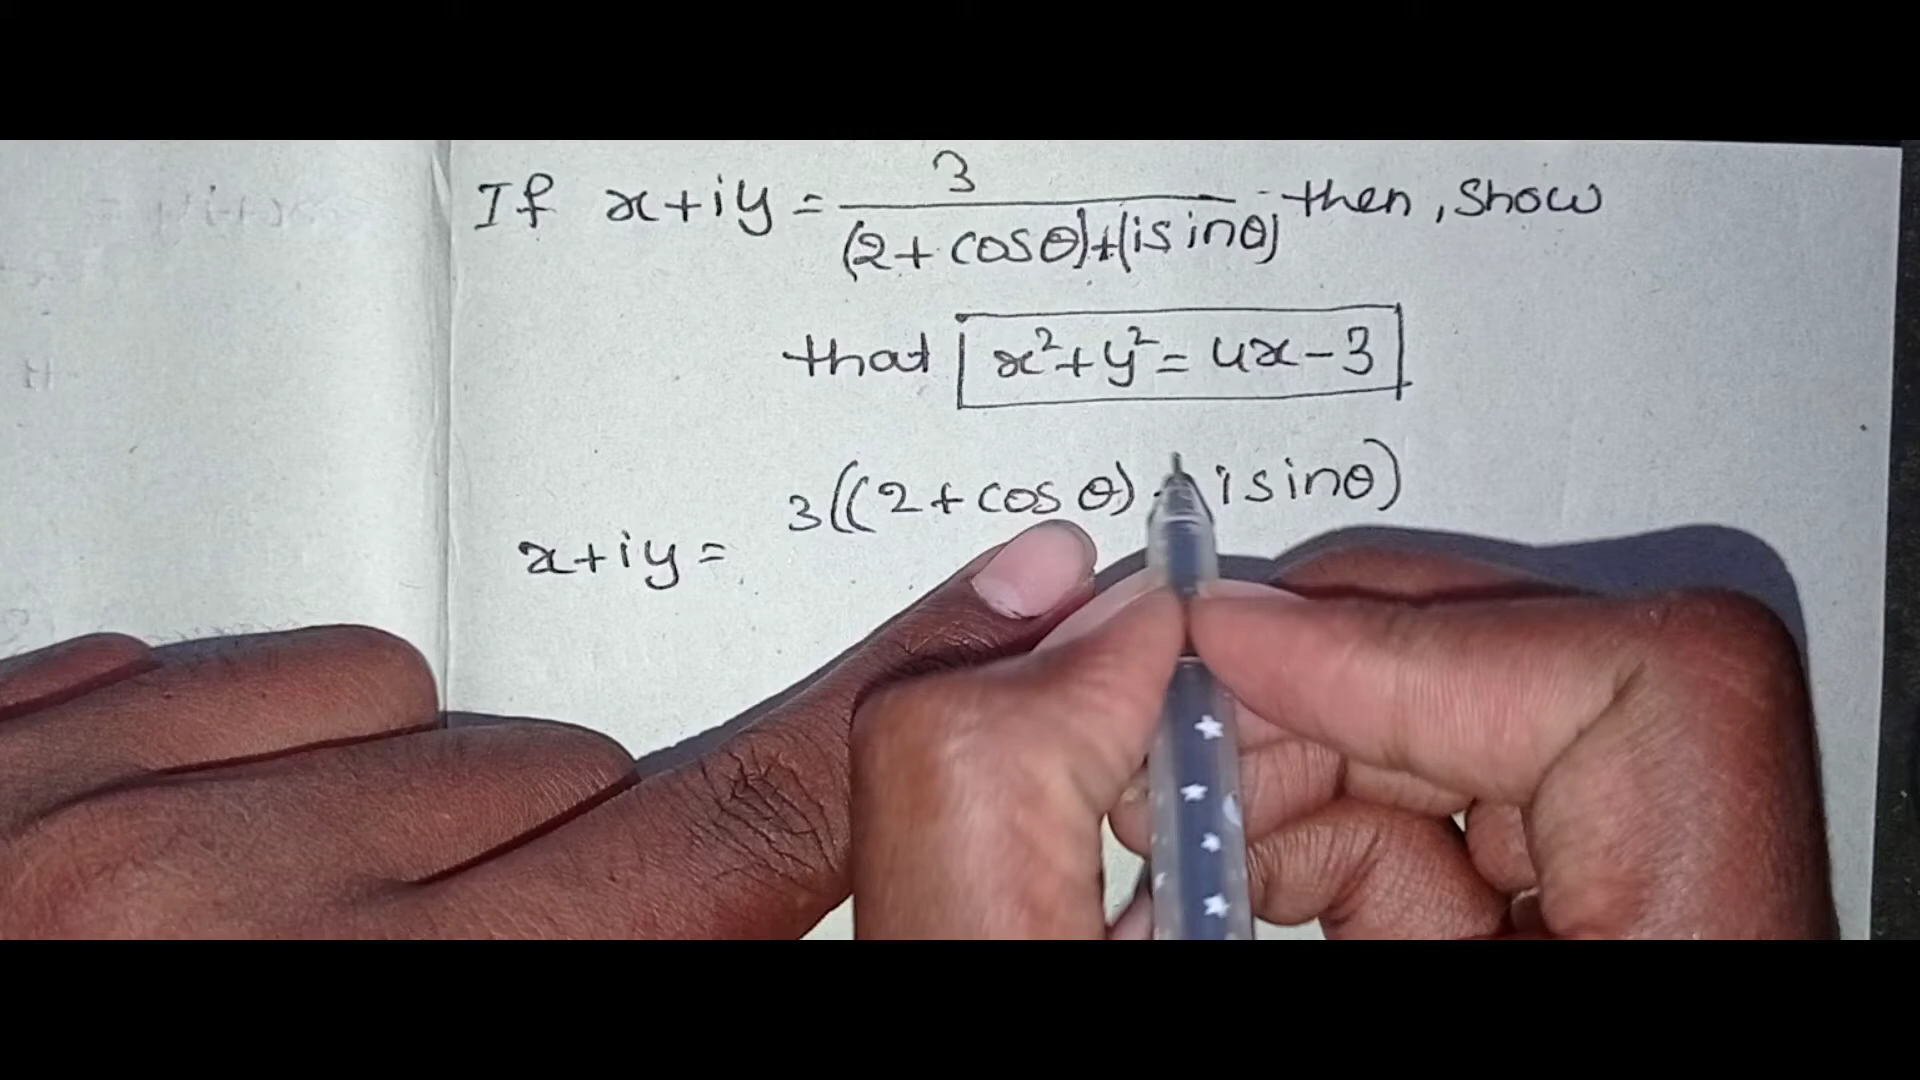 If x+iy = 3 / (2+cosθ)+(isinθ) then, show
that x²+y² = 4x-3
3((2+cosθ) isinθ)
x+iy =